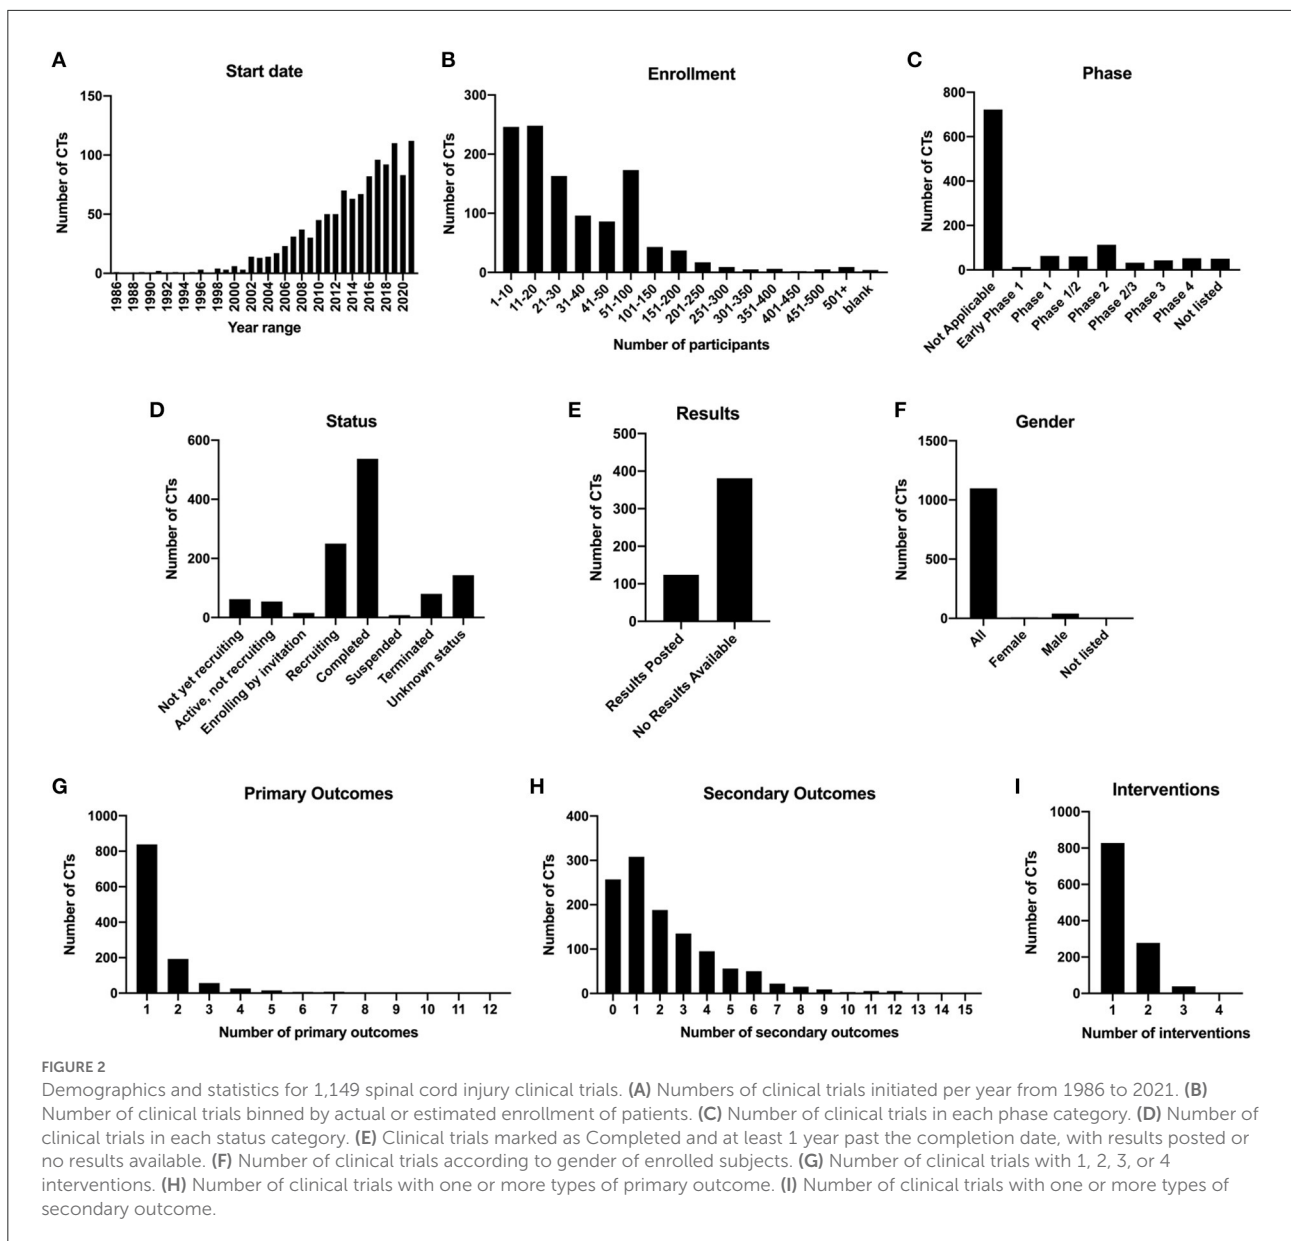 A
Start date
Number of CTs
150
100
50
0
1986
1988
1990
1992
1994
1996
1998
2000
2002
2004
2006
2008
2010
2012
2014
2016
2018
2020
Year range
B
Enrollment
Number of CTs
300
200
100
0
1-10
11-20
21-30
31-40
41-50
51-100
101-150
151-200
201-250
251-300
301-350
351-400
401-450
451-500
501+
blank
Number of participants
C
Phase
Number of CTs
800
600
400
200
0
Not Applicable
Early Phase 1
Phase 1
Phase 1/2
Phase 2
Phase 2/3
Phase 3
Phase 4
Not listed
D
Status
Number of CTs
600
400
200
0
Not yet recruiting
Active, not recruiting
Enrolling by invitation
Recruiting
Completed
Suspended
Terminated
Unknown status
E
Results
Number of CTs
500
400
300
200
100
0
Results Posted
No Results Available
F
Gender
Number of CTs
1500
1000
500
0
All
Female
Male
Not listed
G
Primary Outcomes
Number of CTs
1000
800
600
400
200
0
1 2 3 4 5 6 7 8 9 10 11 12
Number of primary outcomes
H
Secondary Outcomes
Number of CTs
400
300
200
100
0
0 1 2 3 4 5 6 7 8 9 10 11 12 13 14 15
Number of secondary outcomes
I
Interventions
Number of CTs
1000
800
600
400
200
0
1 2 3 4
Number of interventions
FIGURE 2
Demographics and statistics for 1,149 spinal cord injury clinical trials. (A) Numbers of clinical trials initiated per year from 1986 to 2021. (B)
Number of clinical trials binned by actual or estimated enrollment of patients. (C) Number of clinical trials in each phase category. (D) Number of
clinical trials in each status category. (E) Clinical trials marked as Completed and at least 1 year past the completion date, with results posted or
no results available. (F) Number of clinical trials according to gender of enrolled subjects. (G) Number of clinical trials with 1, 2, 3, or 4
interventions. (H) Number of clinical trials with one or more types of primary outcome. (I) Number of clinical trials with one or more types of
secondary outcome.